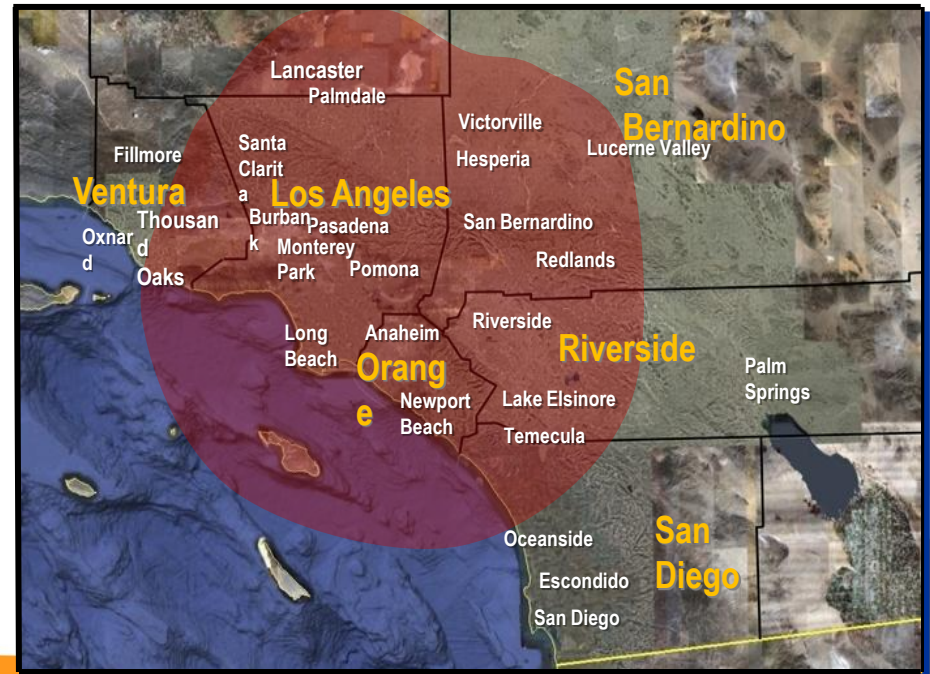 Lancaster
Palmdale
San
Bernardino
Victorville
Hesperia
Lucerne Valley
Santa
Clarit
a
Fillmore
Ventura
Los Angeles
Thousan
d
Oaks
Oxnar
d
Burban
k
Pasadena
Monterey
Park
Pomona
San Bernardino
Redlands
Long
Beach
Anaheim
Orang
e
Newport
Beach
Riverside
Riverside
Lake Elsinore
Temecula
Palm
Springs
Oceanside
Escondido
San Diego
San
Diego